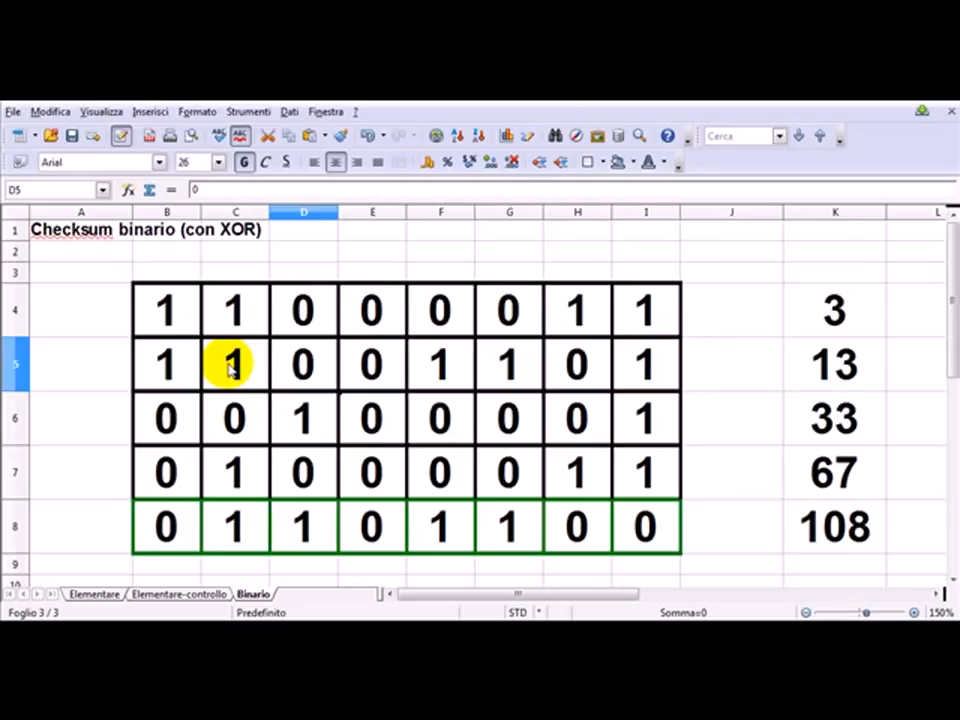 File Modifica Visualizza Inserisci Formato Strumenti Dati Finestra ?
Cerca
Arial 26 G C S
D5 0
A B C D E F G H I J K L
1 Checksum binario (con XOR)
2
3
4 1 1 0 0 0 0 1 1 3
5 1 1 0 0 1 1 0 1 13
6 0 0 1 0 0 0 0 1 33
7 0 1 0 0 0 0 1 1 67
8 0 1 1 0 1 1 0 0 108
9
10
Elementare Elementare-controllo Binario
Foglio 3 / 3 Predefinito STD * Somma=0 150%